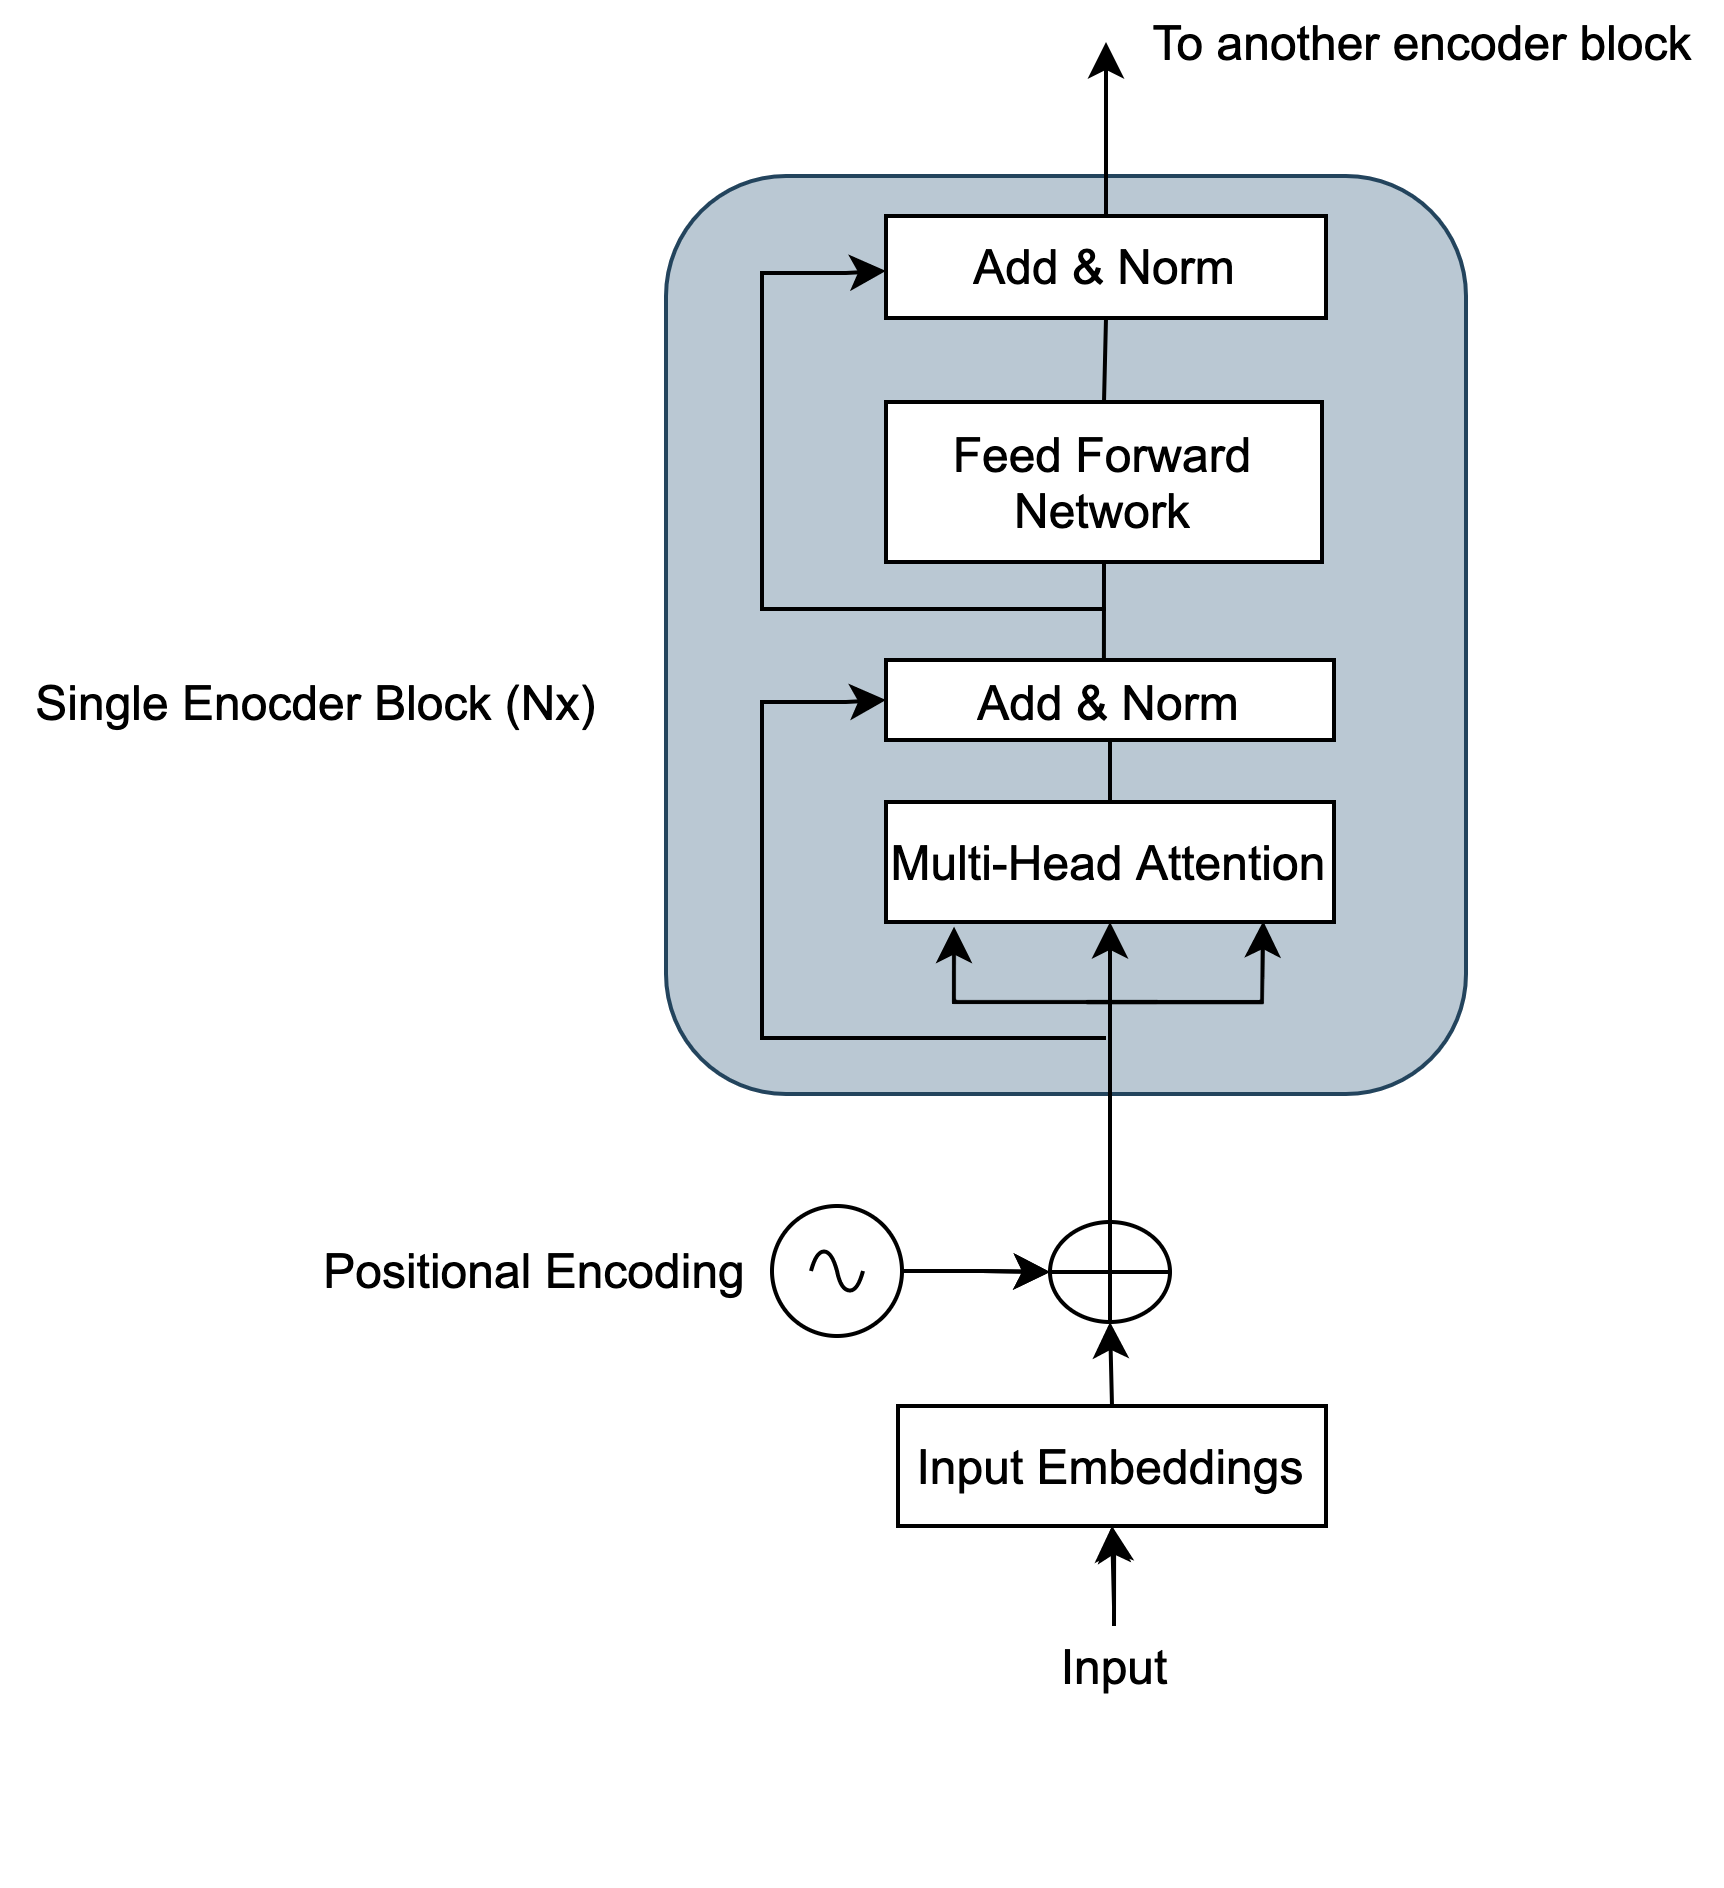 To another encoder block
Add & Norm
Feed Forward
Network
Single Enocder Block (Nx)
Add & Norm
Multi-Head Attention
Positional Encoding
Input Embeddings
Input